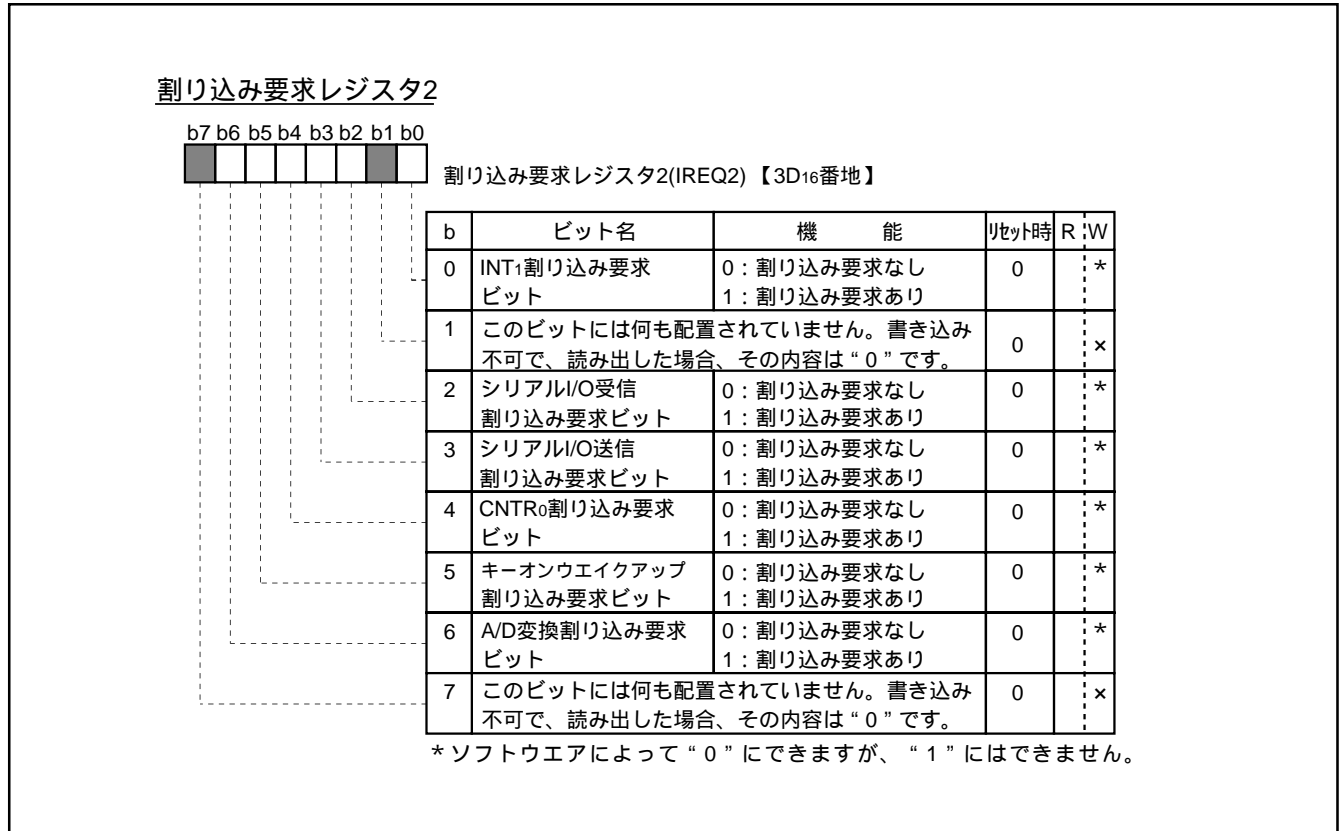 割り込み要求レジスタ2
b7 b6 b5 b4 b3 b2 b1 b0
割り込み要求レジスタ2(IREQ2) 【3D16番地】
b ビット名 機 能 リセット時 R W
0 INT1割り込み要求 0：割り込み要求なし 0 *
ビット 1：割り込み要求あり
1 このビットには何も配置されていません。書き込み 0 ×
不可で、読み出した場合、その内容は“0”です。
2 シリアルI/O受信 0：割り込み要求なし 0 *
割り込み要求ビット 1：割り込み要求あり
3 シリアルI/O送信 0：割り込み要求なし 0 *
割り込み要求ビット 1：割り込み要求あり
4 CNTR0割り込み要求 0：割り込み要求なし 0 *
ビット 1：割り込み要求あり
5 キーオンウエイクアップ 0：割り込み要求なし 0 *
割り込み要求ビット 1：割り込み要求あり
6 A/D変換割り込み要求 0：割り込み要求なし 0 *
ビット 1：割り込み要求あり
7 このビットには何も配置されていません。書き込み 0 ×
不可で、読み出した場合、その内容は“0”です。
*ソフトウエアによって“0”にできますが、“1”にはできません。